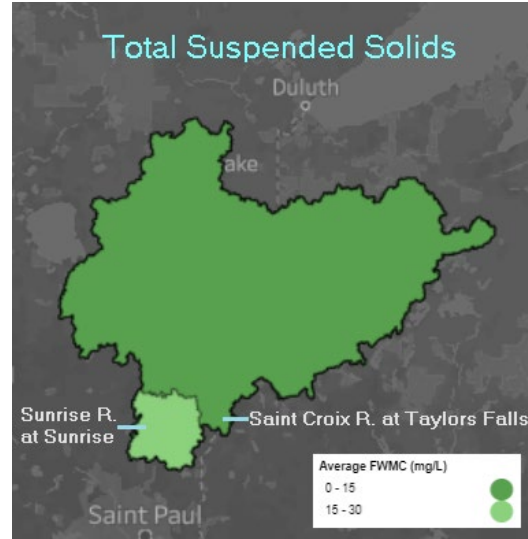 Total Suspended Solids
Duluth
ake
Sunrise R.
at Sunrise
Saint Croix R. at Taylors Falls
Average FWMC (mg/L)
0 - 15
15 - 30
Saint Paul